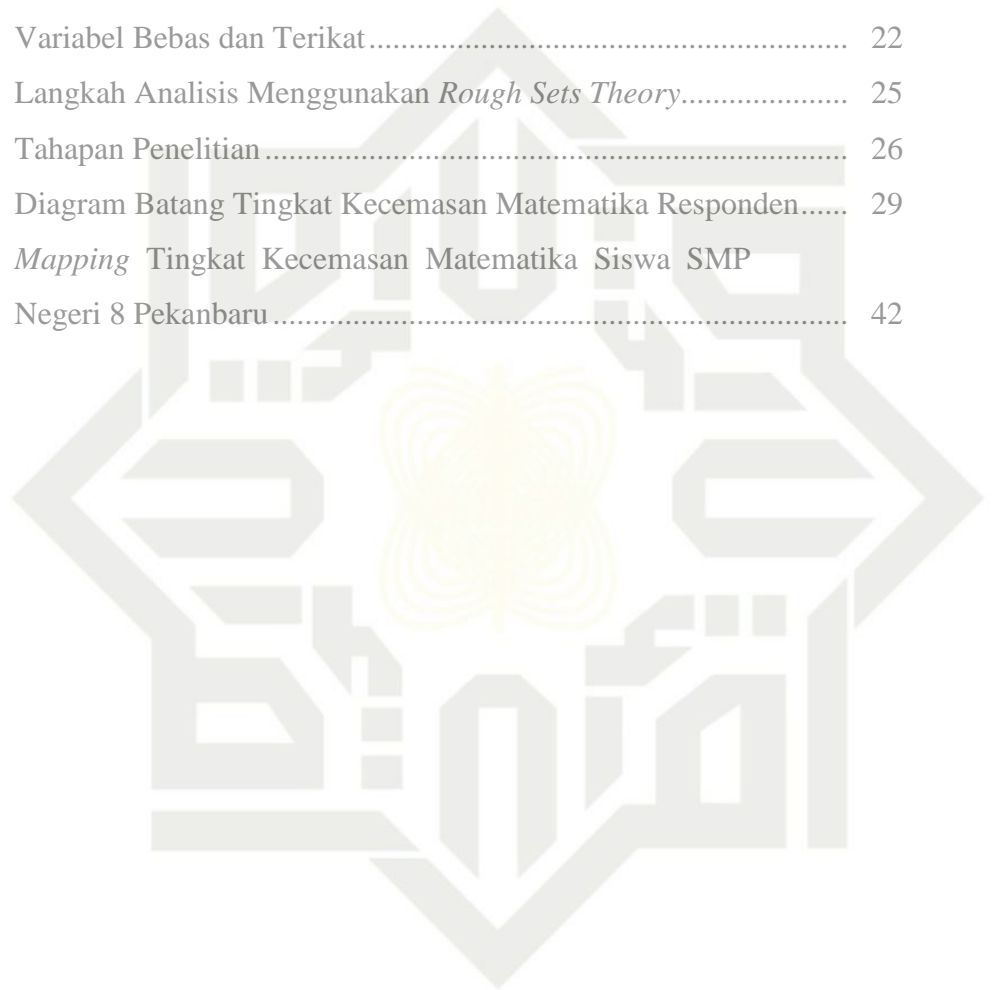 Variabel Bebas dan Terikat............................................................ 22
Langkah Analisis Menggunakan Rough Sets Theory..................... 25
Tahapan Penelitian......................................................................... 26
Diagram Batang Tingkat Kecemasan Matematika Responden...... 29
Mapping Tingkat Kecemasan Matematika Siswa SMP
Negeri 8 Pekanbaru........................................................................ 42